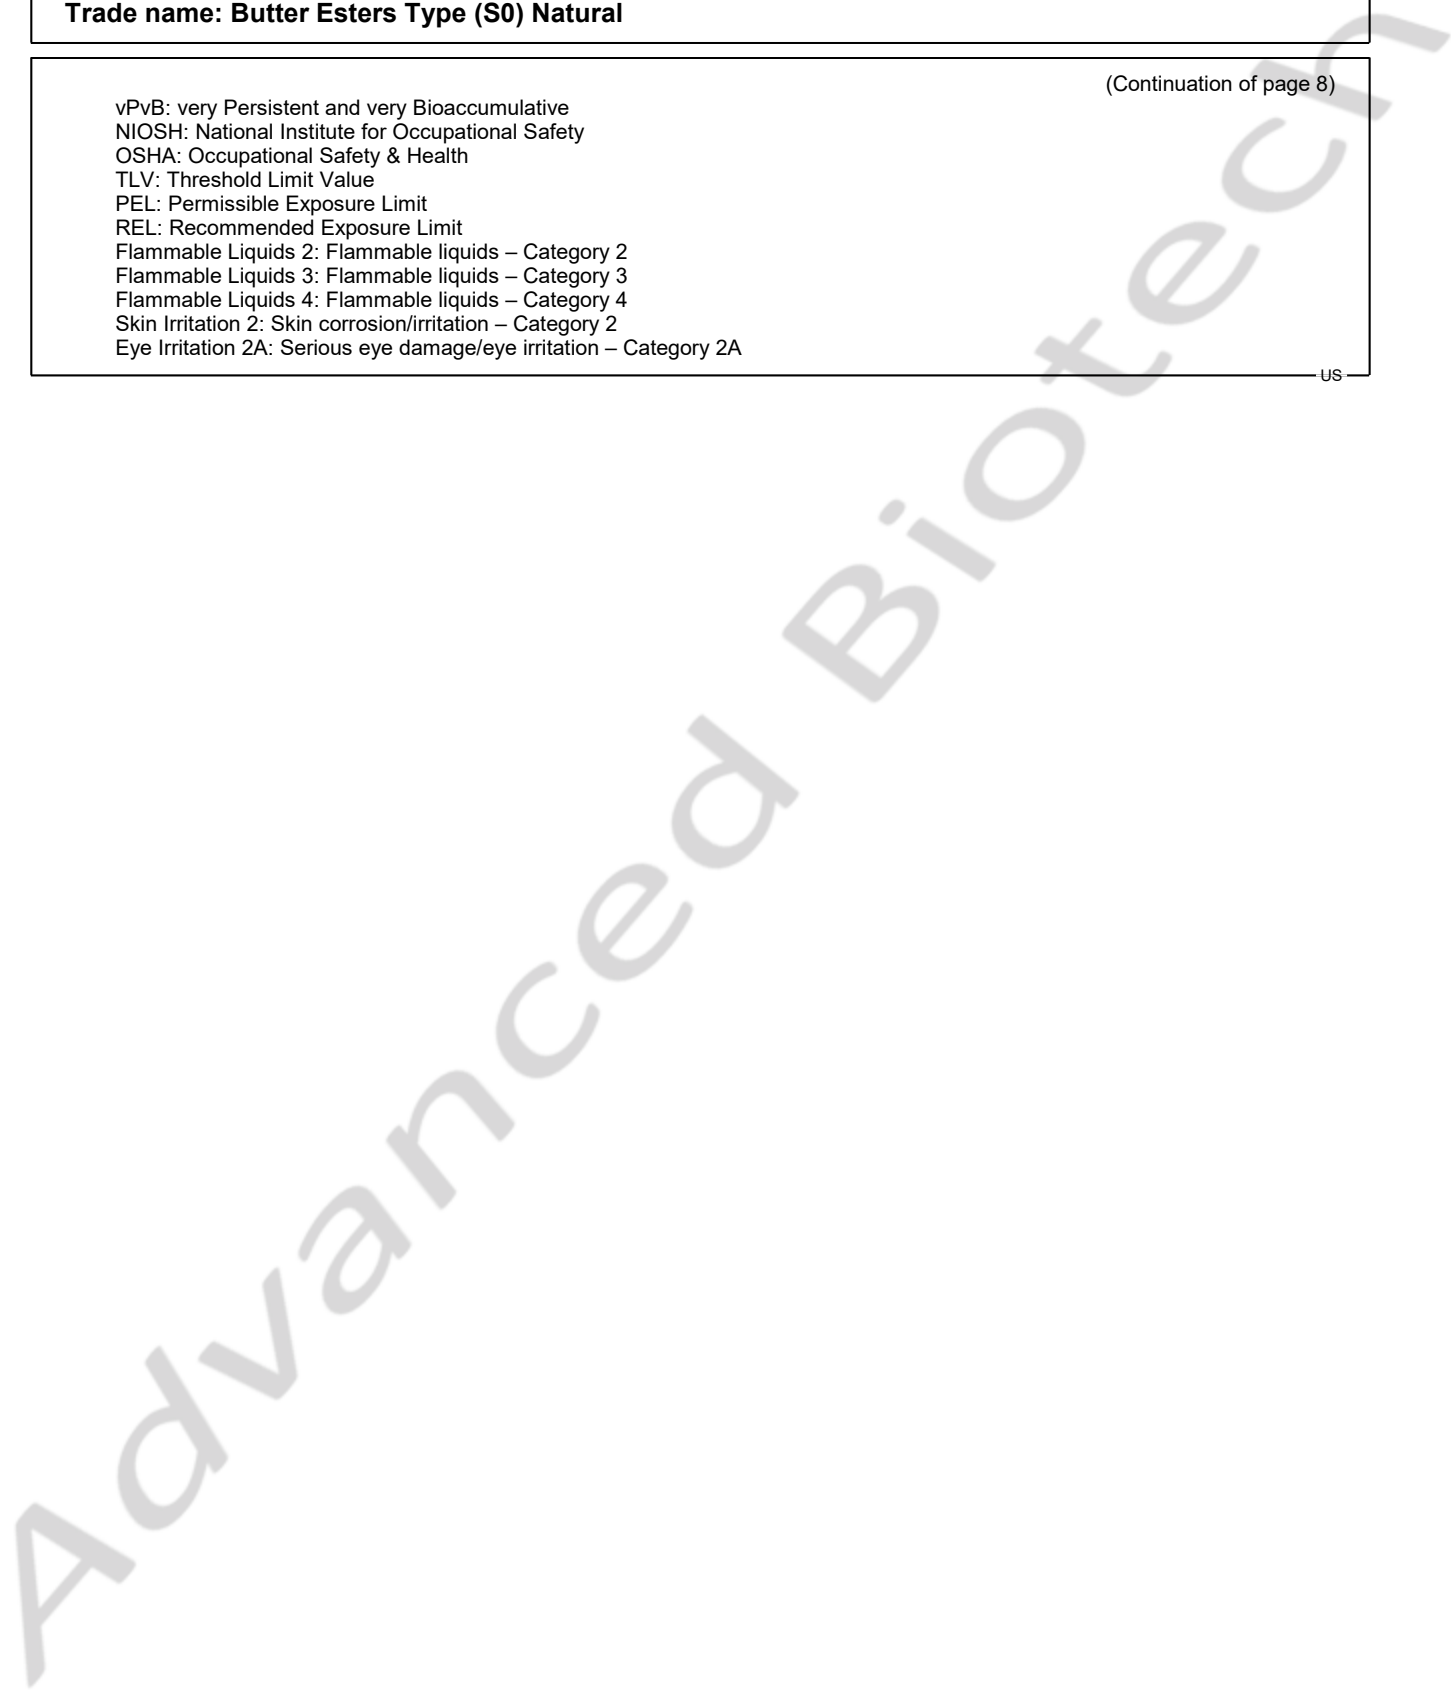 Trade name: Butter Esters Type (S0) Natural
(Continuation of page 8)
vPvB: very Persistent and very Bioaccumulative
NIOSH: National Institute for Occupational Safety
OSHA: Occupational Safety & Health
TLV: Threshold Limit Value
PEL: Permissible Exposure Limit
REL: Recommended Exposure Limit
Flammable Liquids 2: Flammable liquids – Category 2
Flammable Liquids 3: Flammable liquids – Category 3
Flammable Liquids 4: Flammable liquids – Category 4
Skin Irritation 2: Skin corrosion/irritation – Category 2
Eye Irritation 2A: Serious eye damage/eye irritation – Category 2A
US
Advanced Biotech